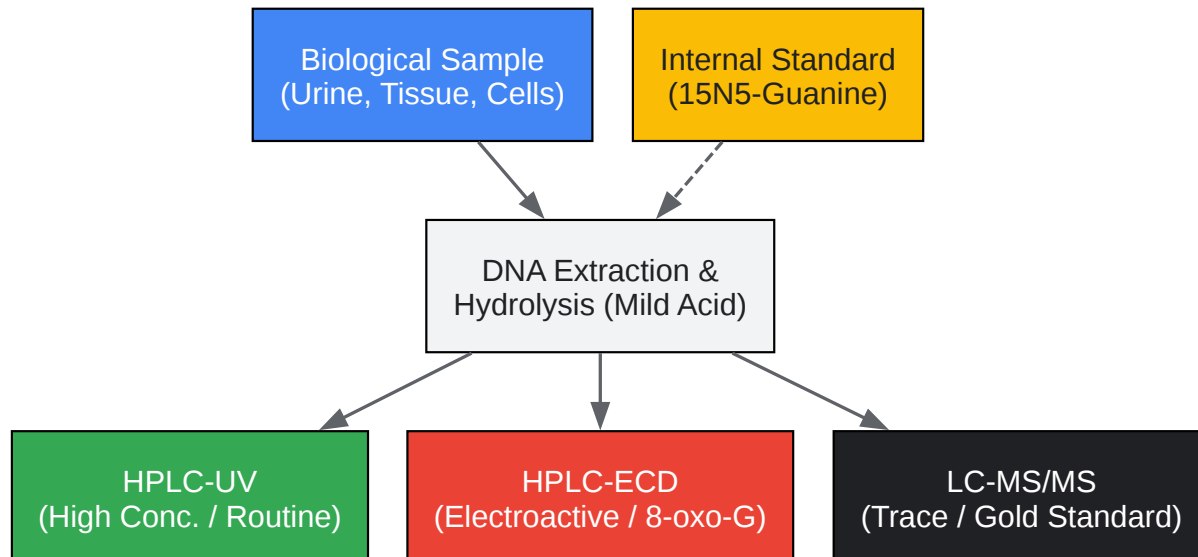 Biological Sample
(Urine, Tissue, Cells)
Internal Standard
(15N5-Guanine)
DNA Extraction &
Hydrolysis (Mild Acid)
HPLC-UV
(High Conc. / Routine)
HPLC-ECD
(Electroactive / 8-oxo-G)
LC-MS/MS
(Trace / Gold Standard)